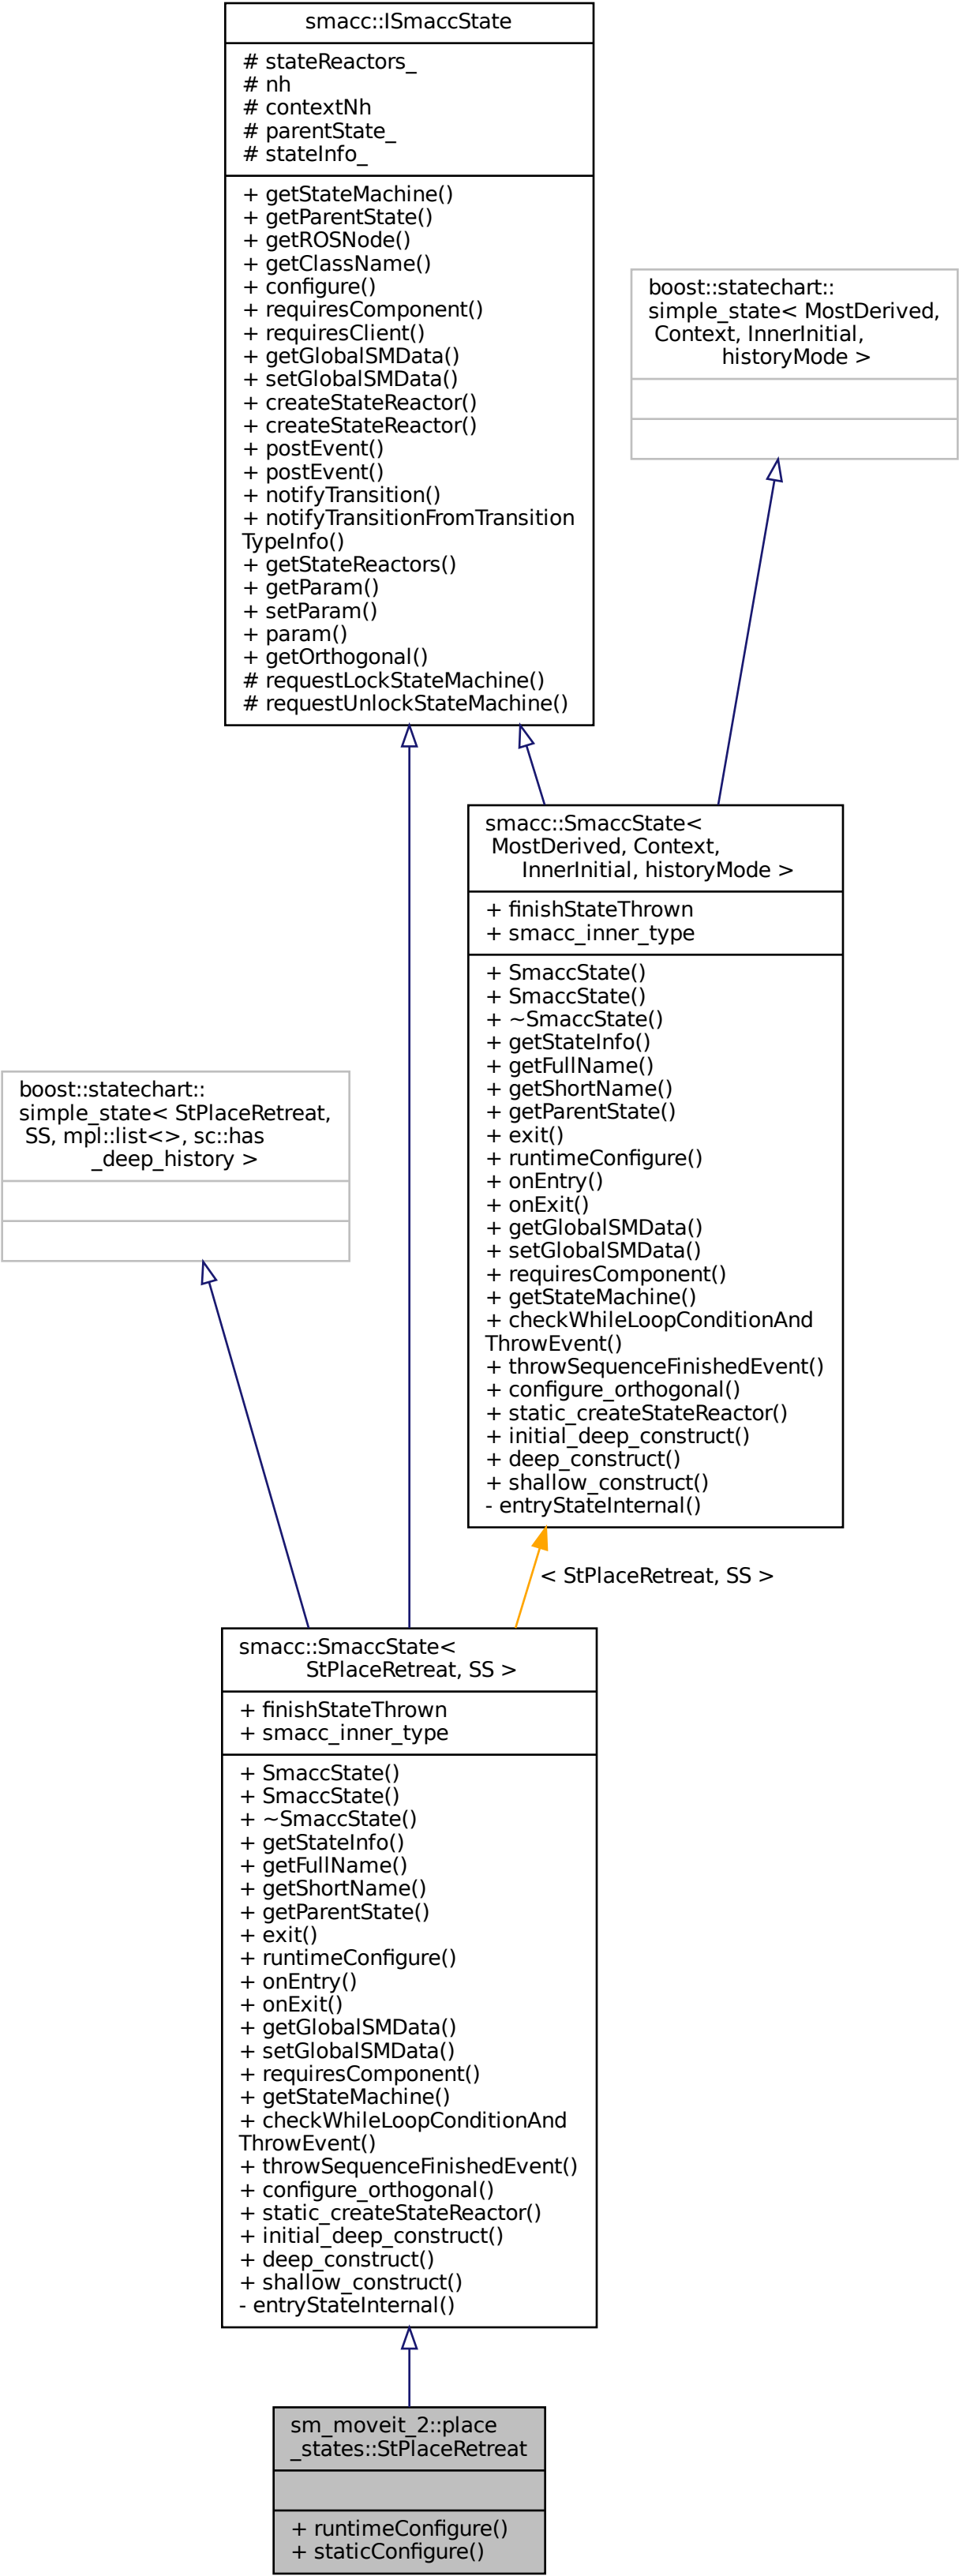 smacc::ISmaccState
# stateReactors_
# nh
# contextNh
# parentState_
# stateInfo_
+ getStateMachine()
+ getParentState()
+ getROSNode()
+ getClassName()
+ configure()
+ requiresComponent()
+ requiresClient()
+ getGlobalSMData()
+ setGlobalSMData()
+ createStateReactor()
+ createStateReactor()
+ postEvent()
+ postEvent()
+ notifyTransition()
+ notifyTransitionFromTransition
TypeInfo()
+ getStateReactors()
+ getParam()
+ setParam()
+ param()
+ getOrthogonal()
# requestLockStateMachine()
# requestUnlockStateMachine()
boost::statechart::
simple_state< MostDerived,
Context, InnerInitial,
historyMode >
smacc::SmaccState<
MostDerived, Context,
InnerInitial, historyMode >
+ finishStateThrown
+ smacc_inner_type
+ SmaccState()
+ SmaccState()
+ ~SmaccState()
+ getStateInfo()
+ getFullName()
+ getShortName()
+ getParentState()
+ exit()
+ runtimeConfigure()
+ onEntry()
+ onExit()
+ getGlobalSMData()
+ setGlobalSMData()
+ requiresComponent()
+ getStateMachine()
+ checkWhileLoopConditionAnd
ThrowEvent()
+ throwSequenceFinishedEvent()
+ configure_orthogonal()
+ static_createStateReactor()
+ initial_deep_construct()
+ deep_construct()
+ shallow_construct()
- entryStateInternal()
boost::statechart::
simple_state< StPlaceRetreat,
SS, mpl::list<>, sc::has
_deep_history >
< StPlaceRetreat, SS >
smacc::SmaccState<
StPlaceRetreat, SS >
+ finishStateThrown
+ smacc_inner_type
+ SmaccState()
+ SmaccState()
+ ~SmaccState()
+ getStateInfo()
+ getFullName()
+ getShortName()
+ getParentState()
+ exit()
+ runtimeConfigure()
+ onEntry()
+ onExit()
+ getGlobalSMData()
+ setGlobalSMData()
+ requiresComponent()
+ getStateMachine()
+ checkWhileLoopConditionAnd
ThrowEvent()
+ throwSequenceFinishedEvent()
+ configure_orthogonal()
+ static_createStateReactor()
+ initial_deep_construct()
+ deep_construct()
+ shallow_construct()
- entryStateInternal()
sm_moveit_2::place
_states::StPlaceRetreat
+ runtimeConfigure()
+ staticConfigure()